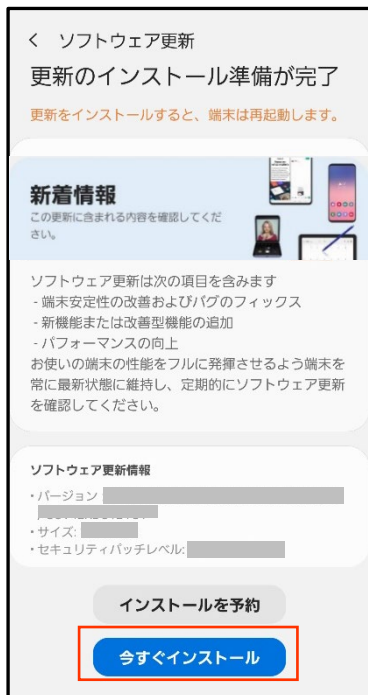 < ソフトウェア更新
更新のインストール準備が完了
更新をインストールすると、端末は再起動します。
新着情報
この更新に含まれる内容を確認してくだ
さい。
ソフトウェア更新は次の項目を含みます
- 端末安定性の改善およびバグのフィックス
- 新機能または改善型機能の追加
- パフォーマンスの向上
お使いの端末の性能をフルに発揮させるよう端末を
常に最新状態に維持し、定期的にソフトウェア更新
を確認してください。
ソフトウェア更新情報
・バージョン
・サイズ:
・セキュリティパッチレベル:
インストールを予約
今すぐインストール